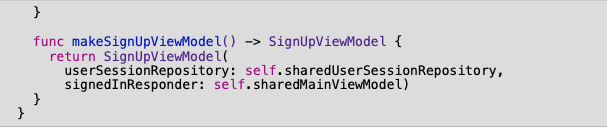 }
func makeSignUpViewModel() -> SignUpViewModel {
return SignUpViewModel(
userSessionRepository: self.sharedUserSessionRepository,
signedInResponder: self.sharedMainViewModel)
}
}